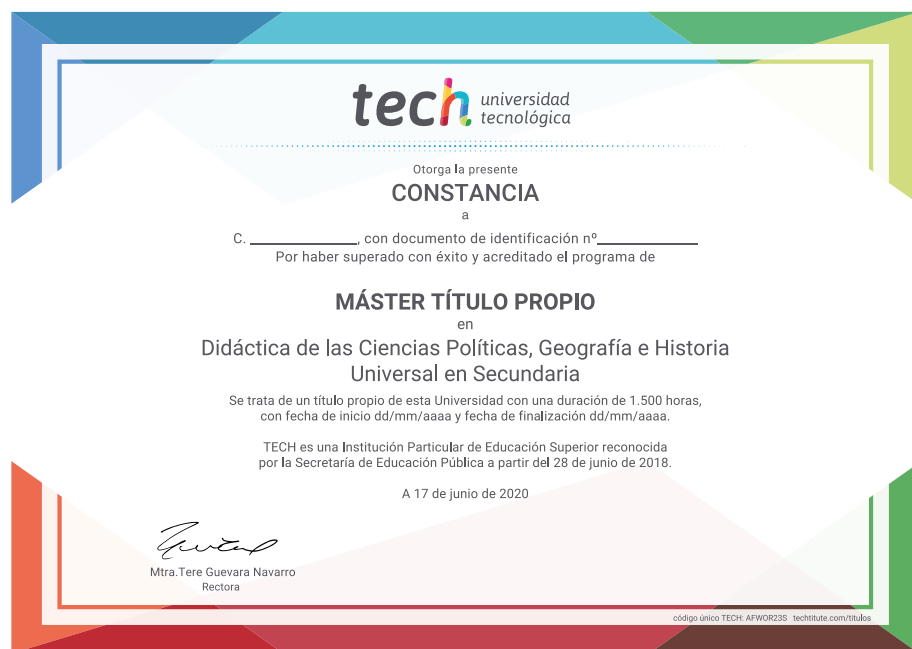 tech universidad
tecnológica
Otorga la presente
CONSTANCIA
a
C. ____________, con documento de identificación nº____________
Por haber superado con éxito y acreditado el programa de
MÁSTER TÍTULO PROPIO
en
Didáctica de las Ciencias Políticas, Geografía e Historia
Universal en Secundaria
Se trata de un título propio de esta Universidad con una duración de 1.500 horas,
con fecha de inicio dd/mm/aaaa y fecha de finalización dd/mm/aaaa.
TECH es una Institución Particular de Educación Superior reconocida
por la Secretaría de Educación Pública a partir del 28 de junio de 2018.
A 17 de junio de 2020
Mtra.Tere Guevara Navarro
Rectora
código único TECH: AFWOR23S techtitute.com/titulos